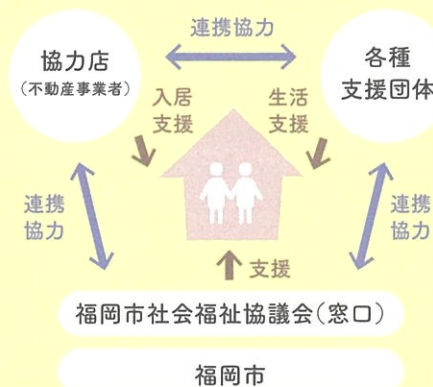 連携協力
協力店
(不動産事業者)
各種
支援団体
入居
支援
生活
支援
連携
協力
連携
協力
支援
福岡市社会福祉協議会(窓口)
福岡市